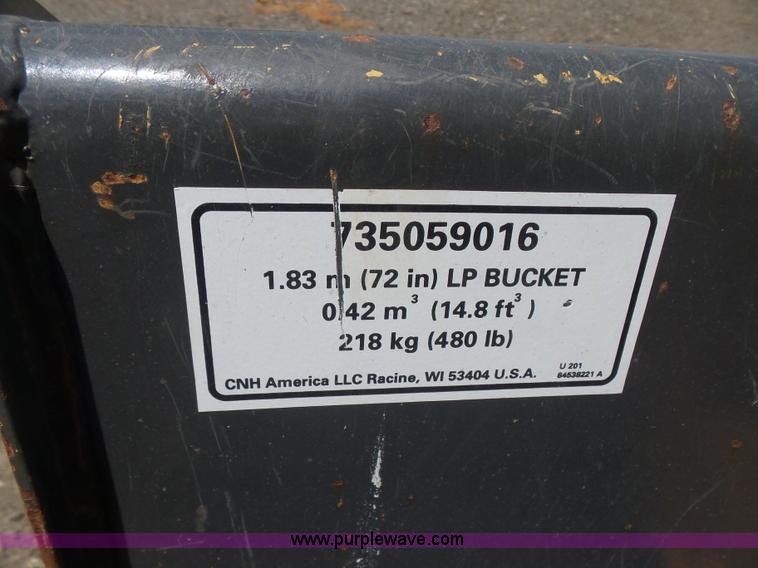 735059016
1.83 m (72 in) LP BUCKET
0.42 m³ (14.8 ft³)
218 kg (480 lb)
U 201
84538221 A
CNH America LLC Racine, WI 53404 U.S.A.
www.purplewave.com